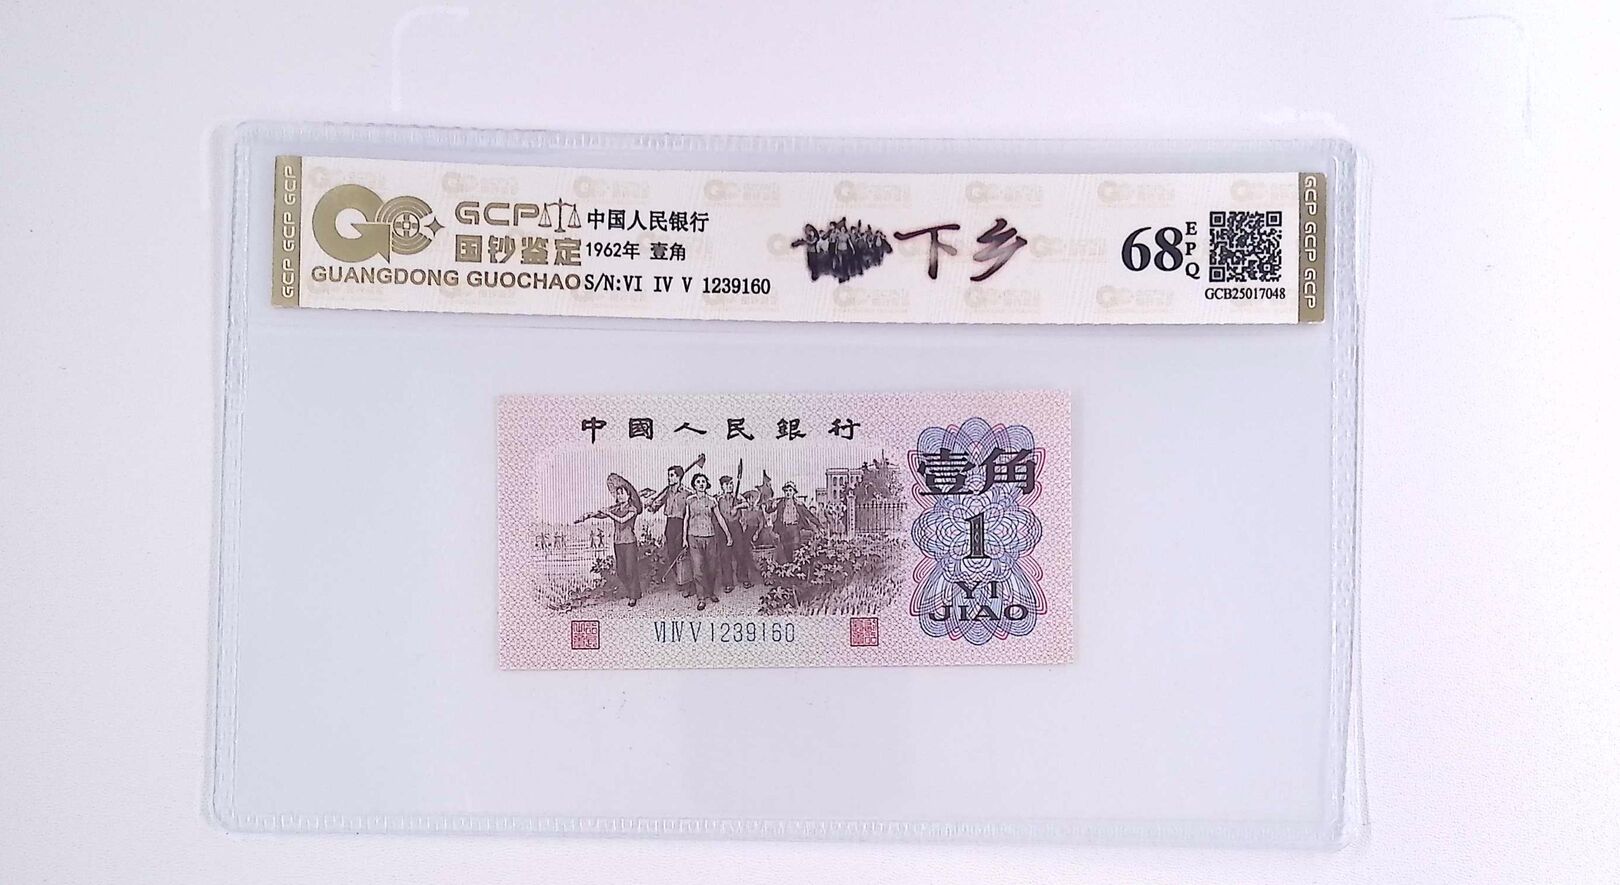 GCP GCP GCP
GCP
国钞鉴定
GUANGDONG GUOCHAO
中国人民银行
1962年 壹角
S/N:VI IV V 1239160
下乡
68
EPQ
GCB25017048
GCP GCP GCP
中國人民銀行
壹角
1
YI
JIAO
VI IV V 1239160